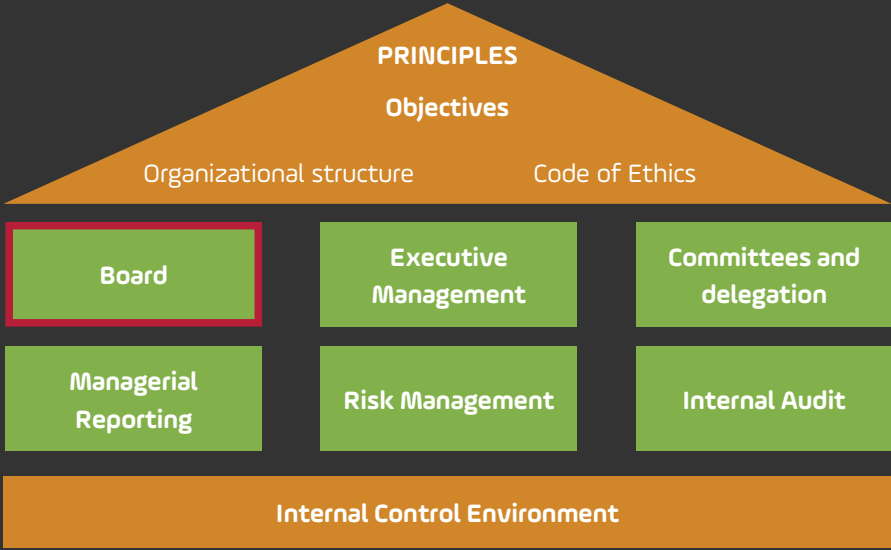 PRINCIPLES
Objectives
Organizational structure
Code of Ethics
Board
Executive
Management
Committees and
delegation
Managerial
Reporting
Risk Management
Internal Audit
Internal Control Environment